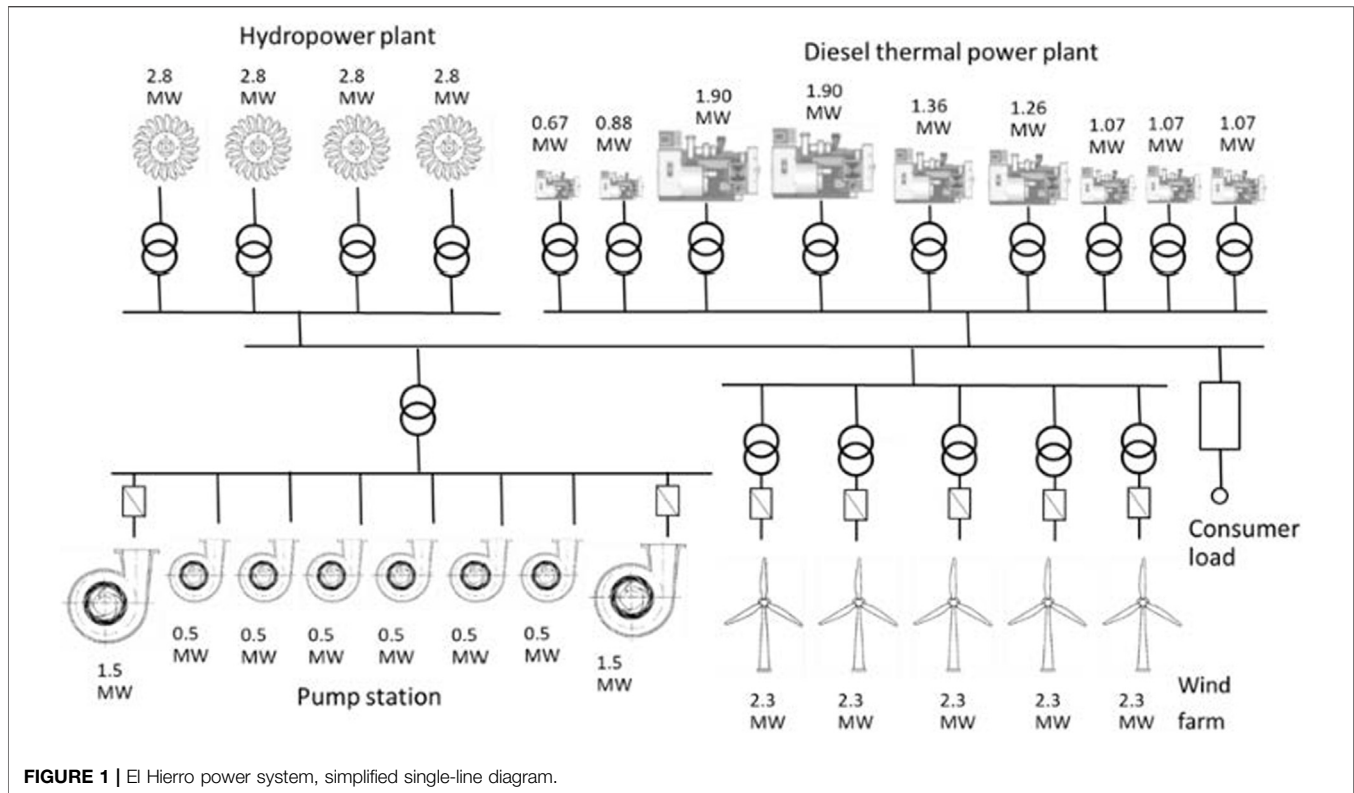 Hydropower plant
Diesel thermal power plant
2.8
MW
2.8
MW
2.8
MW
2.8
MW
0.67
MW
0.88
MW
1.90
MW
1.90
MW
1.36
MW
1.26
MW
1.07
MW
1.07
MW
1.07
MW
Consumer
load
1.5
MW
0.5
MW
0.5
MW
0.5
MW
0.5
MW
0.5
MW
0.5
MW
1.5
MW
Pump station
2.3
MW
2.3
MW
2.3
MW
2.3
MW
2.3
MW
Wind
farm
FIGURE 1 | El Hierro power system, simplified single-line diagram.